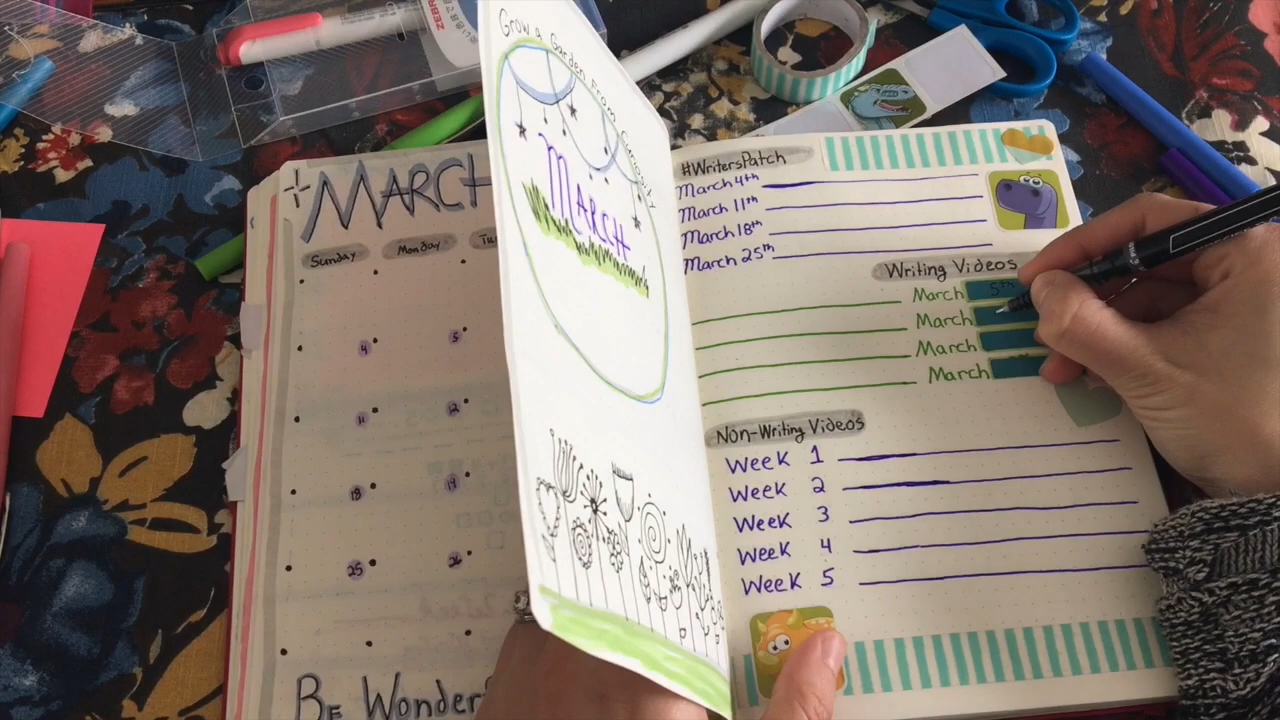 MARCH
Sunday
Monday
4
5
11
12
18
19
25
26
BE
Grow a Garden From Curiosity
MARCH
#WritersPatch
March 4th
March 11th
March 18th
March 25th
Writing Videos
March 5th
March
March
March
Non-Writing Videos
Week 1
Week 2
Week 3
Week 4
Week 5
ZEBRA